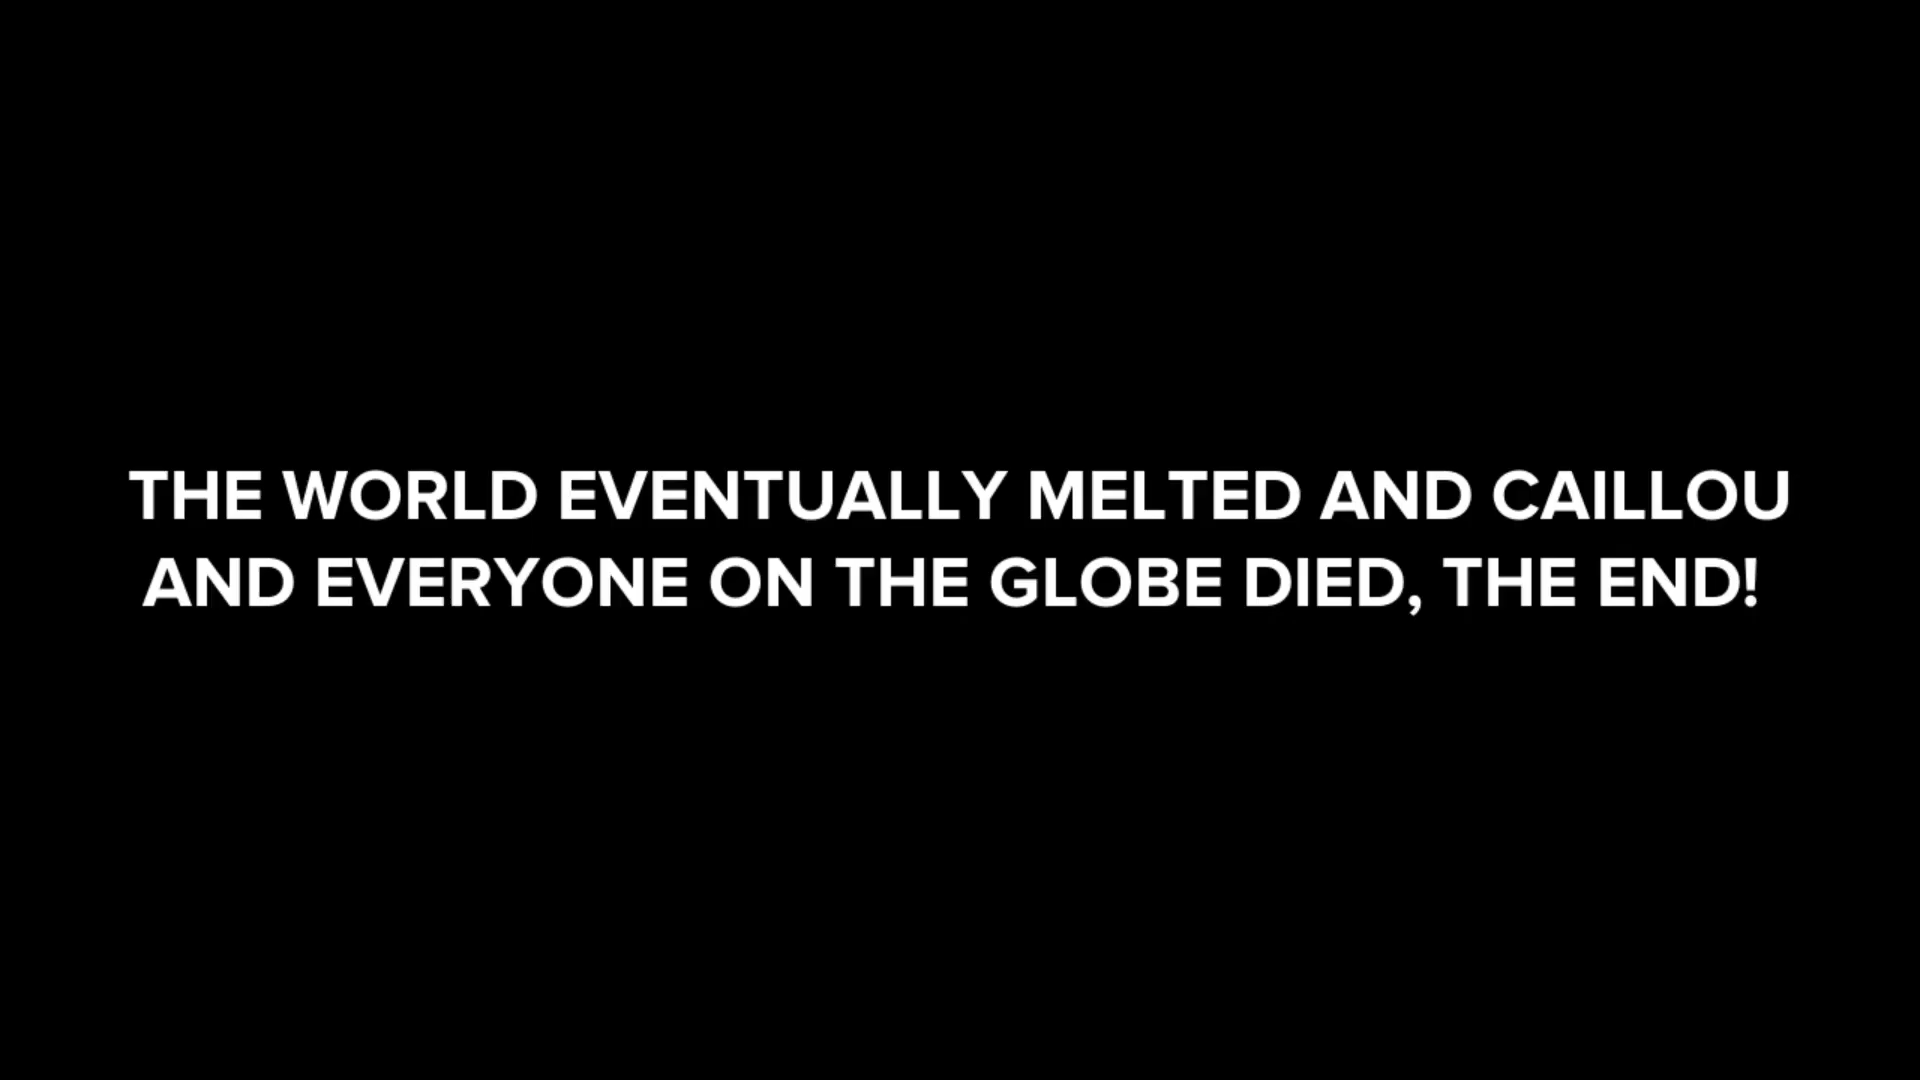 THE WORLD EVENTUALLY MELTED AND CAILLOU
AND EVERYONE ON THE GLOBE DIED, THE END!